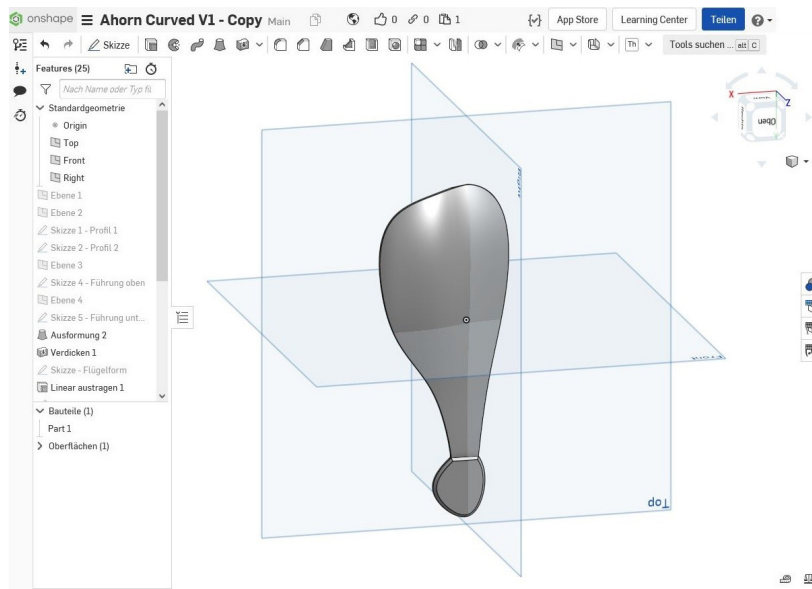 onshape Ahorn Curved V1 - Copy Main 0 0 1 App Store Learning Center Teilen
Skizze Th Tools suchen ... alt C
Features (25)
Nach Name oder Typ fil
Standardgeometrie
Origin
Top
Front
Right
Ebene 1
Ebene 2
Skizze 1 - Profil 1
Skizze 2 - Profil 2
Ebene 3
Skizze 4 - Führung oben
Ebene 4
Skizze 5 - Führung unt...
Ausformung 2
Verdicken 1
Skizze - Flügelform
Linear austragen 1
Bauteile (1)
Part 1
Oberflächen (1)
X
Z
Oben
Right
Front
Top